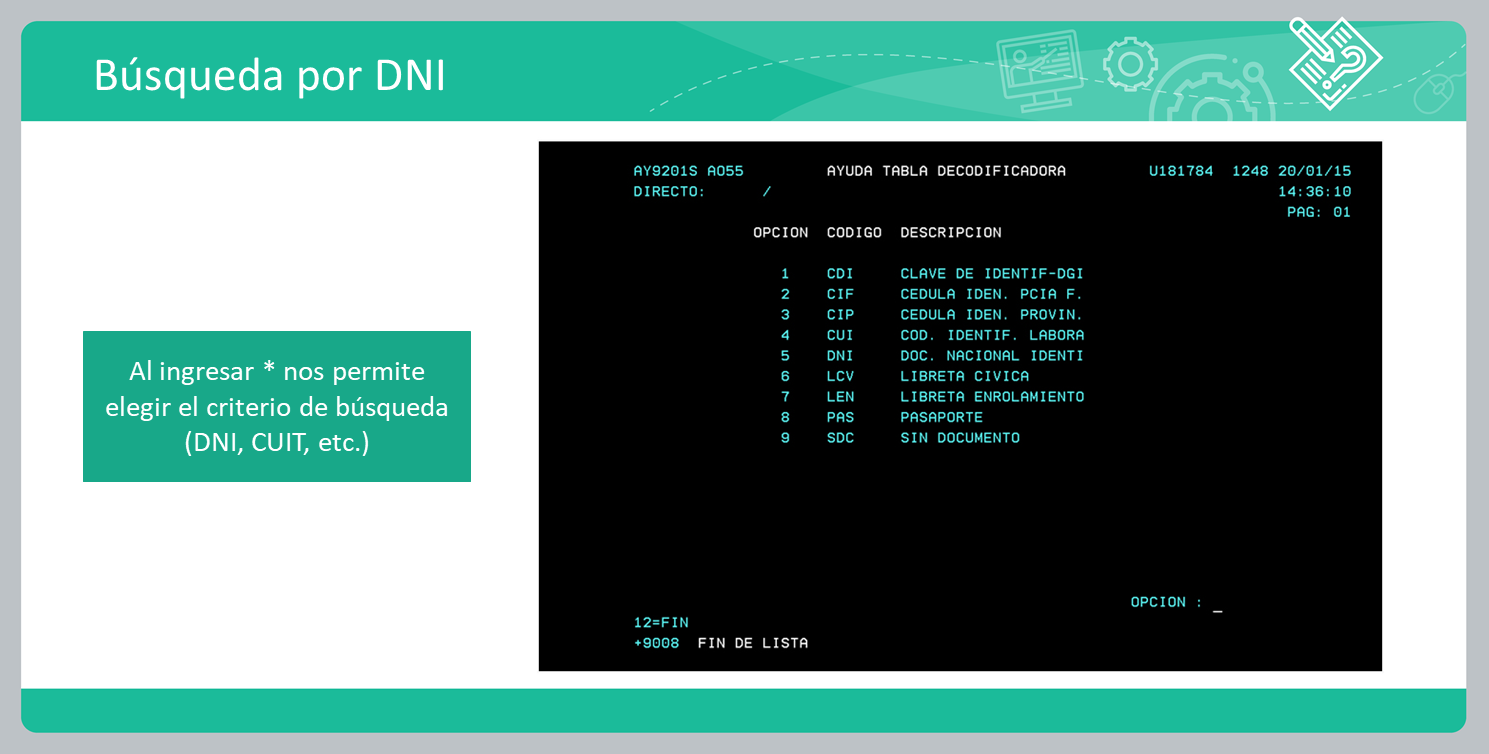 Búsqueda por DNI
Al ingresar * nos permite
elegir el criterio de búsqueda
(DNI, CUIT, etc.)
AY9201S AO55 AYUDA TABLA DECODIFICADORA U181784 1248 20/01/15
DIRECTO: / 14:36:10
PAG: 01
OPCION CODIGO DESCRIPCION
1 CDI CLAVE DE IDENTIF-DGI
2 CIF CEDULA IDEN. PCIA F.
3 CIP CEDULA IDEN. PROVIN.
4 CUI COD. IDENTIF. LABORA
5 DNI DOC. NACIONAL IDENTI
6 LCV LIBRETA CIVICA
7 LEN LIBRETA ENROLAMIENTO
8 PAS PASAPORTE
9 SDC SIN DOCUMENTO
OPCION : _
12=FIN
+9008 FIN DE LISTA